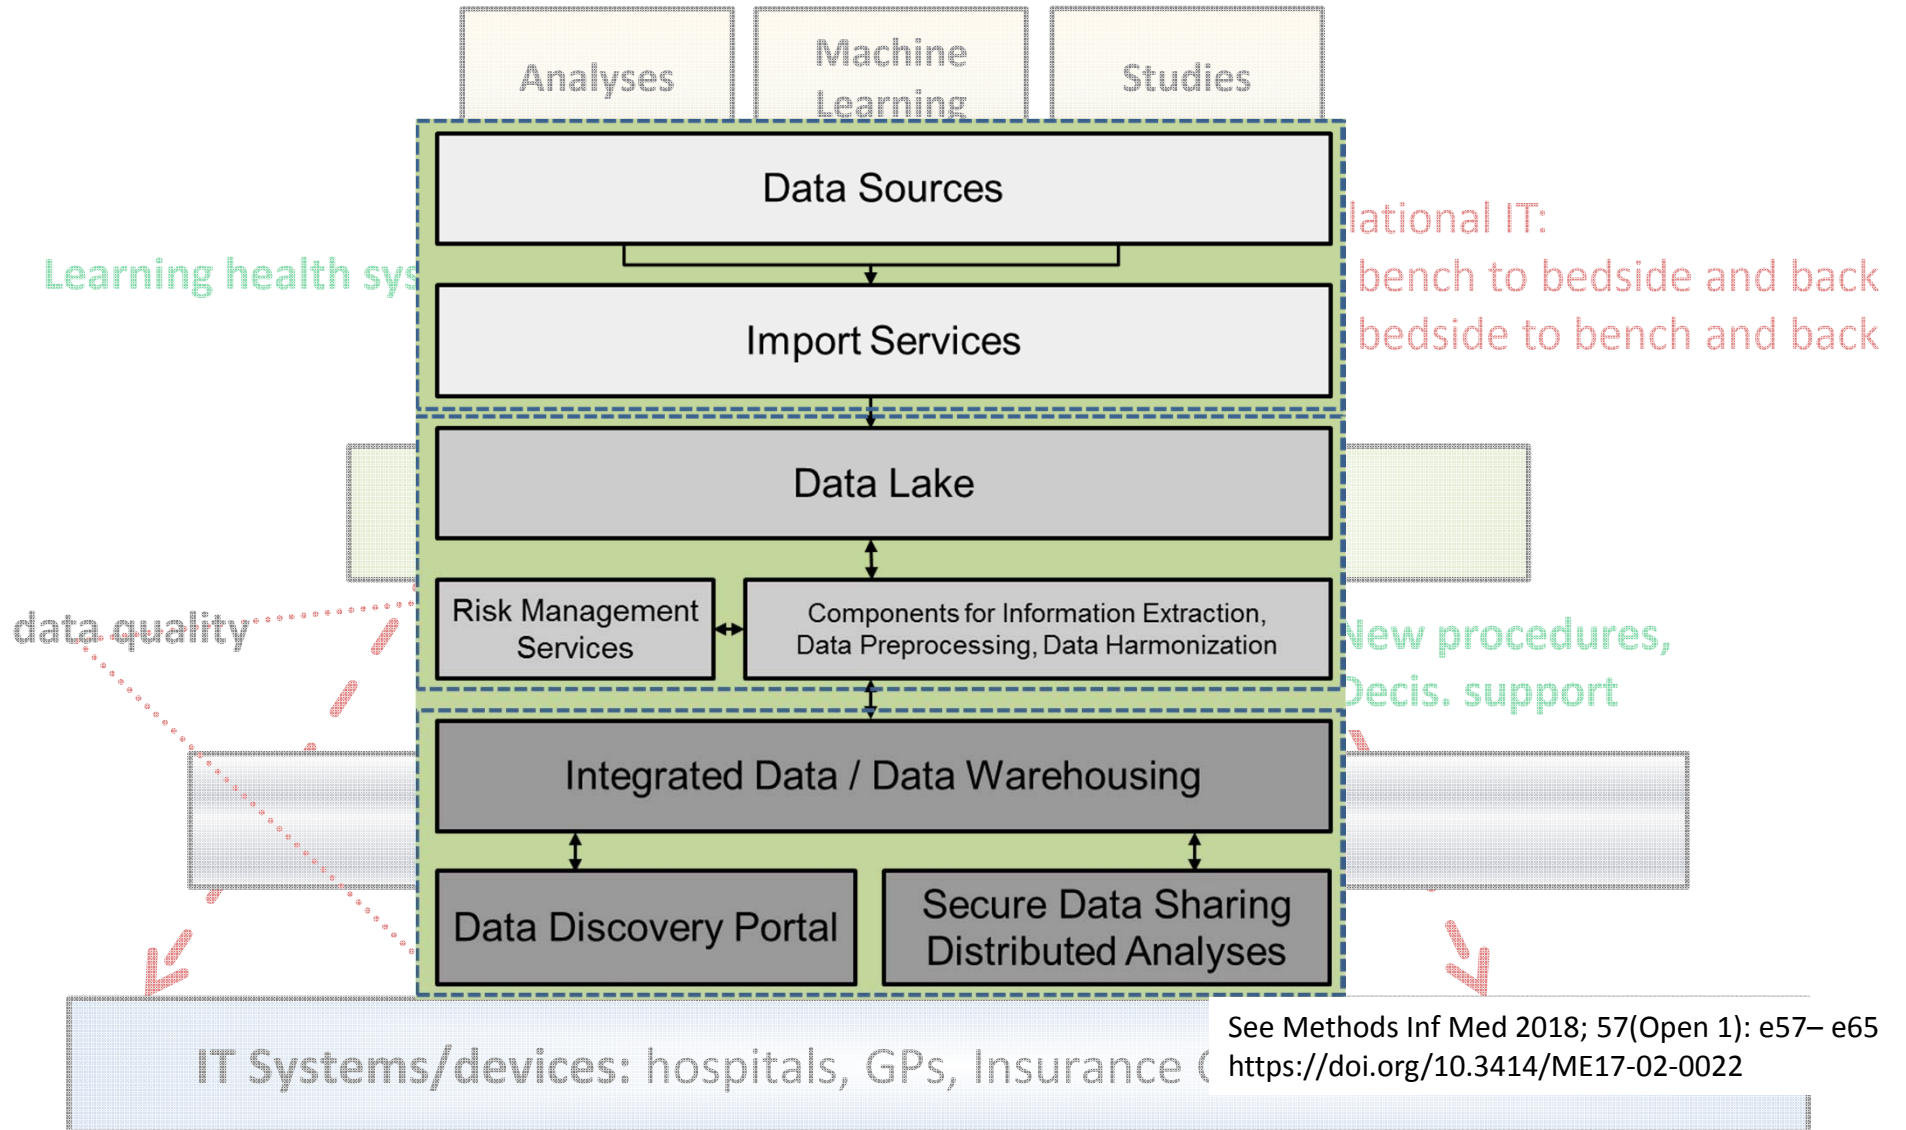 Analyses
Machine
Learning
Studies
Data Sources
lational IT:
Learning health sys
bench to bedside and back
bedside to bench and back
Import Services
Data Lake
data quality
Risk Management
Services
Components for Information Extraction,
Data Preprocessing, Data Harmonization
New procedures,
Decis. support
Integrated Data / Data Warehousing
Data Discovery Portal
Secure Data Sharing
Distributed Analyses
IT Systems/devices: hospitals, GPs, Insurance
See Methods Inf Med 2018; 57(Open 1): e57– e65
https://doi.org/10.3414/ME17-02-0022